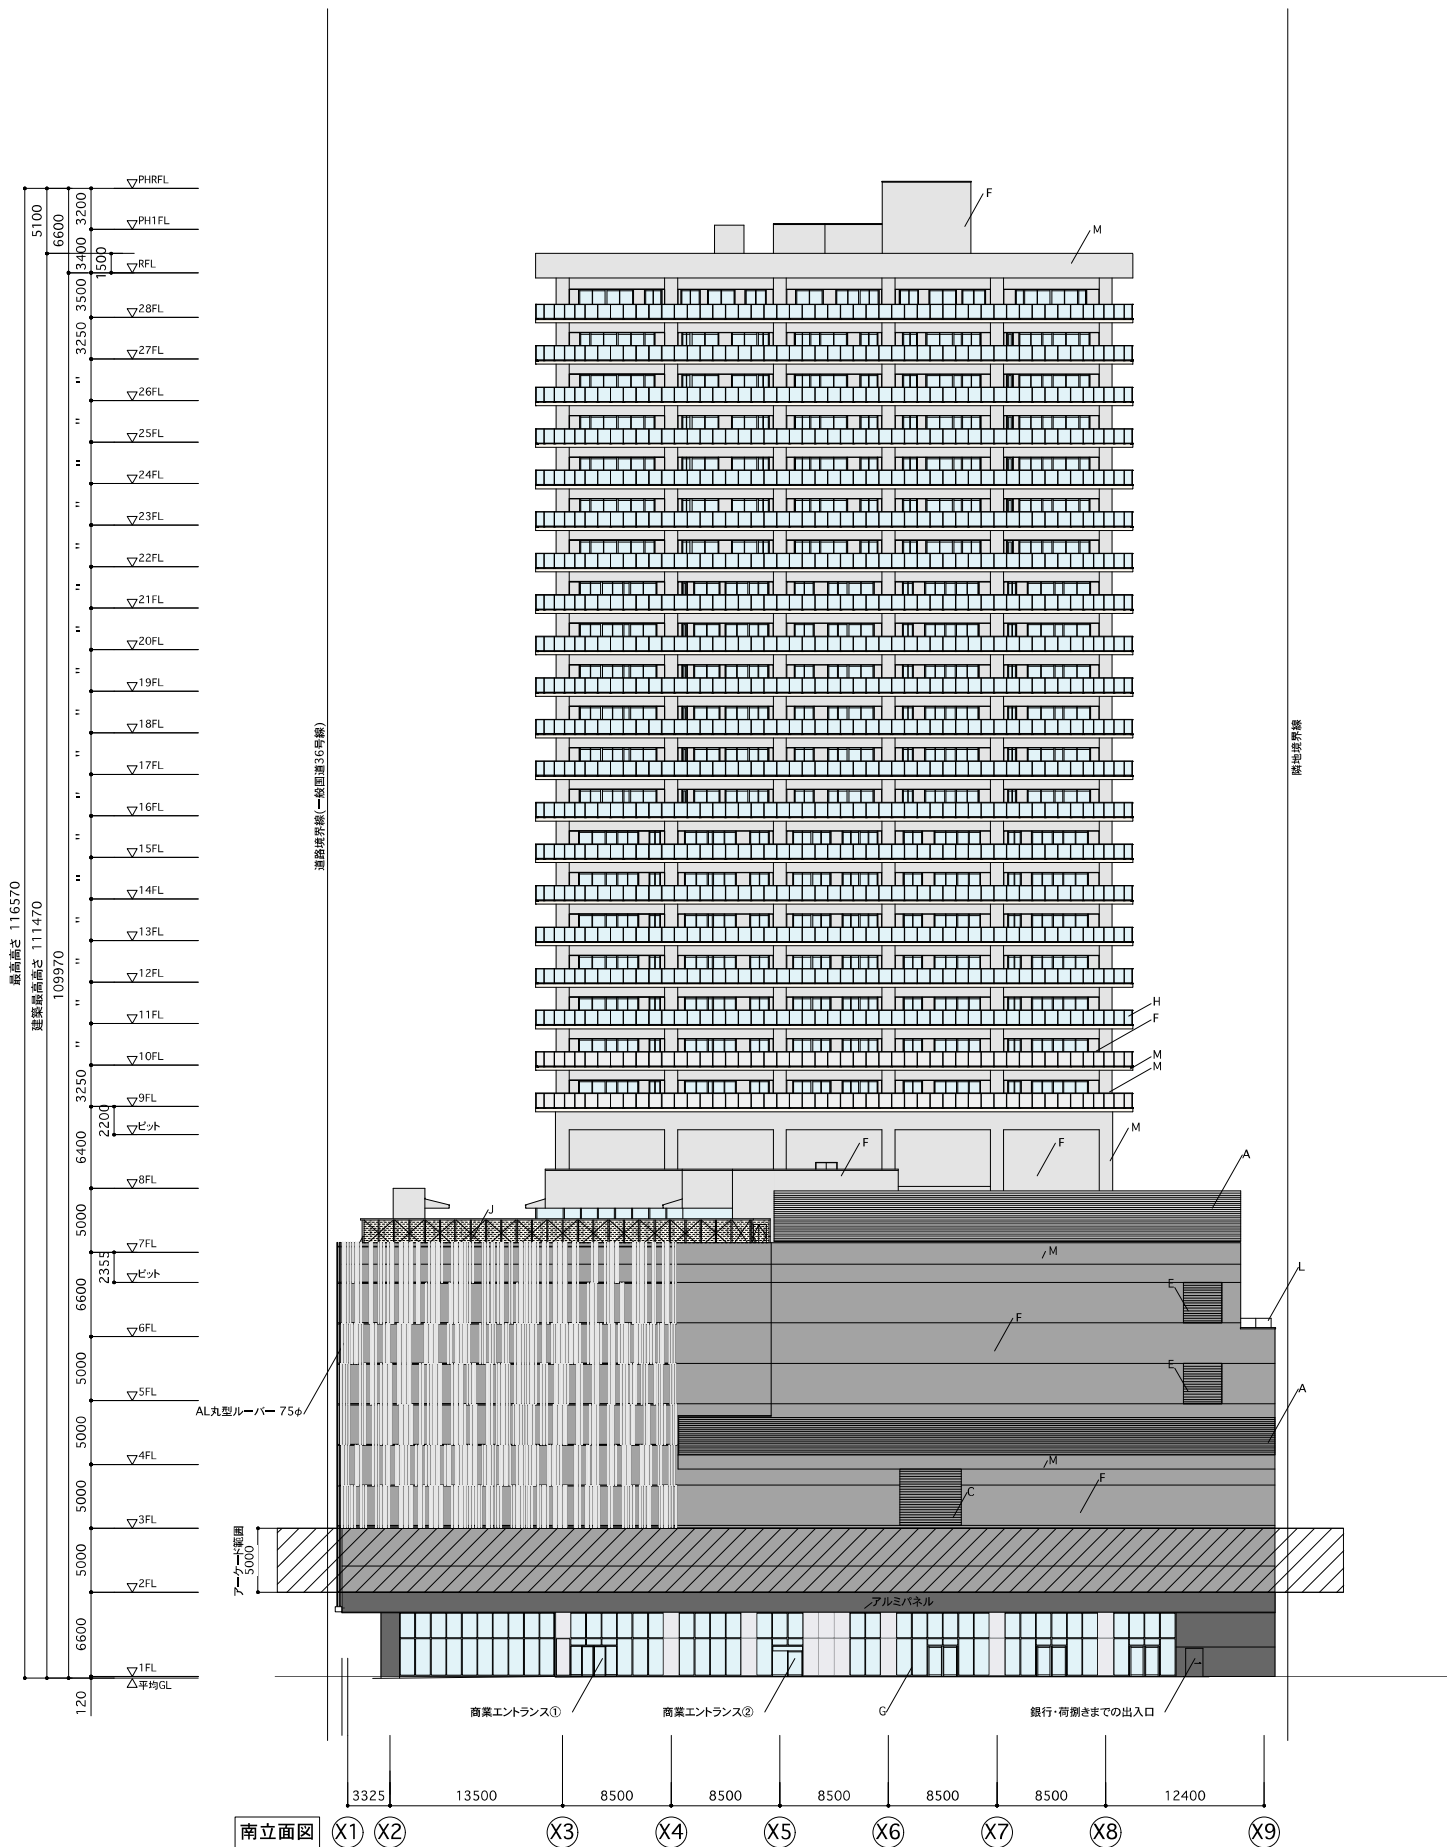 PHRFL
3200
5100
6600
PH1FL
3400
1500
RFL
3500
28FL
3250
27FL
〃
26FL
〃
25FL
〃
24FL
〃
23FL
〃
22FL
〃
21FL
〃
20FL
〃
19FL
〃
18FL
〃
17FL
〃
16FL
〃
15FL
〃
14FL
〃
13FL
〃
12FL
〃
11FL
〃
10FL
3250
9FL
2200
ピット
6400
8FL
5000
7FL
2355
ピット
6600
6FL
5000
5FL
5000
4FL
5000
3FL
5000
2FL
6600
1FL
平均GL
120
最高高さ 116570
建築最高高さ 111470
109970
道路境界線(一般国道36号線)
隣地境界線
F
M
H
F
M
M
M
F
F
A
J
M
L
E
F
E
A
AL丸型ルーバー 75φ
M
F
C
アーケード範囲
5000
アルミパネル
商業エントランス①
商業エントランス②
G
銀行・荷捌きまでの出入口
3325
13500
8500
8500
8500
8500
8500
12400
南立面図
X1
X2
X3
X4
X5
X6
X7
X8
X9